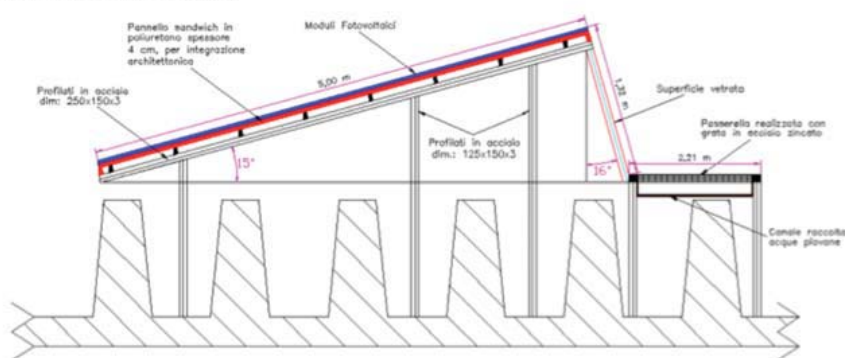 Pannello sandwich in
poliuretano spessore
4 cm, per integrazione
architettonica
Moduli Fotovoltaici
Profilati in acciaio
dim: 250x150x3
5,00 m
1,32 m
Superficie vetrata
Passerella realizzata con
grata in acciaio zincato
Profilati in acciaio
dim.: 125x150x3
2,21 m
15°
16°
Canale raccolta
acque piovane